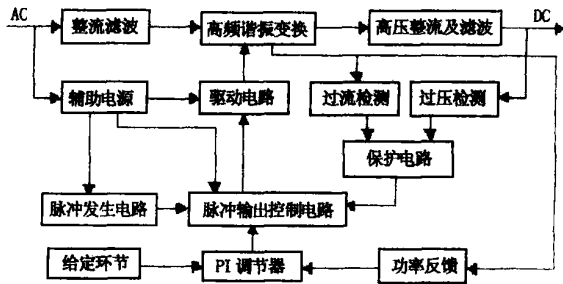 AC
整流滤波
高频谐振变换
高压整流及滤波
DC
辅助电源
驱动电路
过流检测
过压检测
保护电路
脉冲发生电路
脉冲输出控制电路
给定环节
PI 调节器
功率反馈